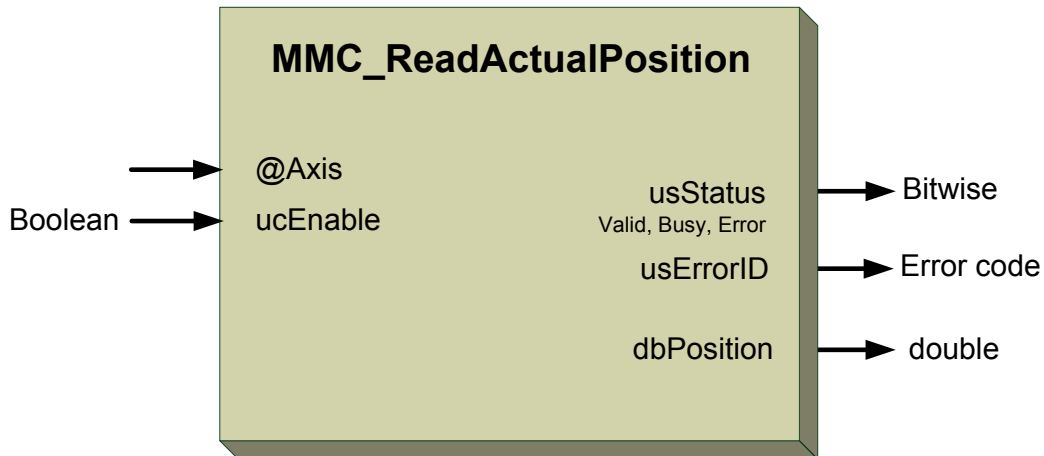 MMC_ReadActualPosition
@Axis
Boolean
ucEnable
usStatus
Bitwise
Valid, Busy, Error
usErrorID
Error code
dbPosition
double